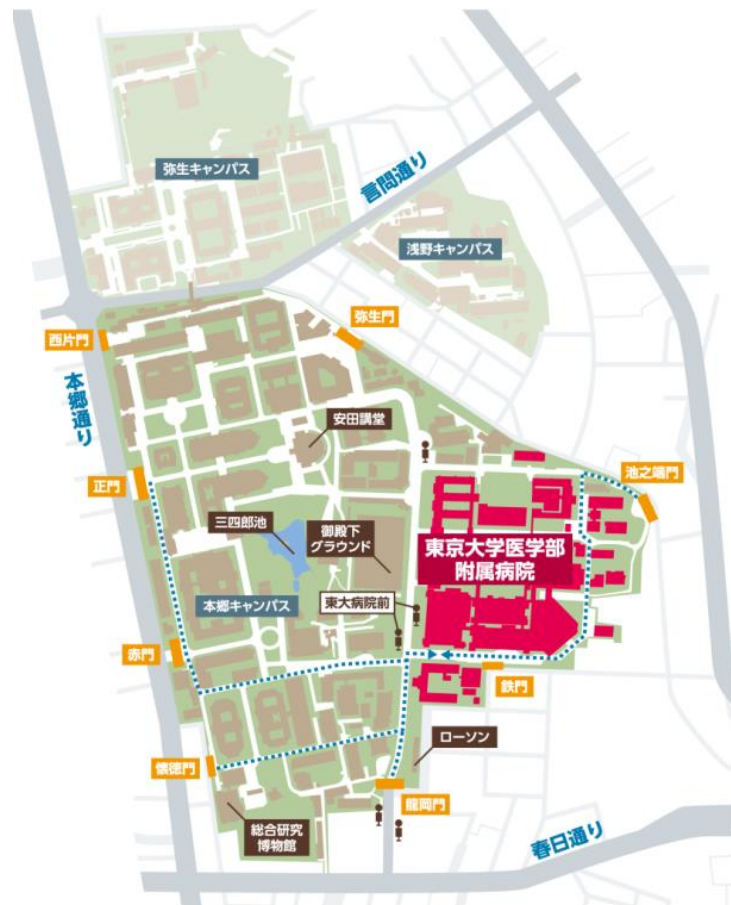 弥生キャンパス
言問通り
浅野キャンパス
弥生門
西片門
本郷通り
安田講堂
正門
池之端門
三四郎池
御殿下
グラウンド
東京大学医学部
附属病院
本郷キャンパス
東大病院前
赤門
鉄門
ローソン
懐徳門
龍岡門
総合研究
博物館
春日通り